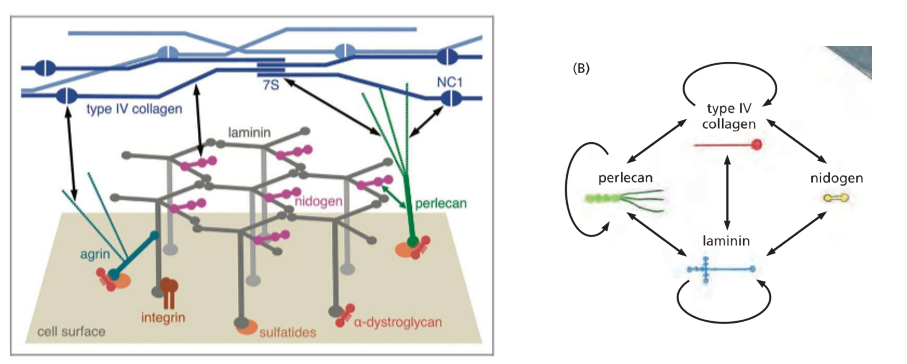 7S
NC1
type IV collagen
laminin
nidogen
perlecan
agrin
integrin
sulfatides
α-dystroglycan
cell surface
(B)
type IV
collagen
perlecan
nidogen
laminin